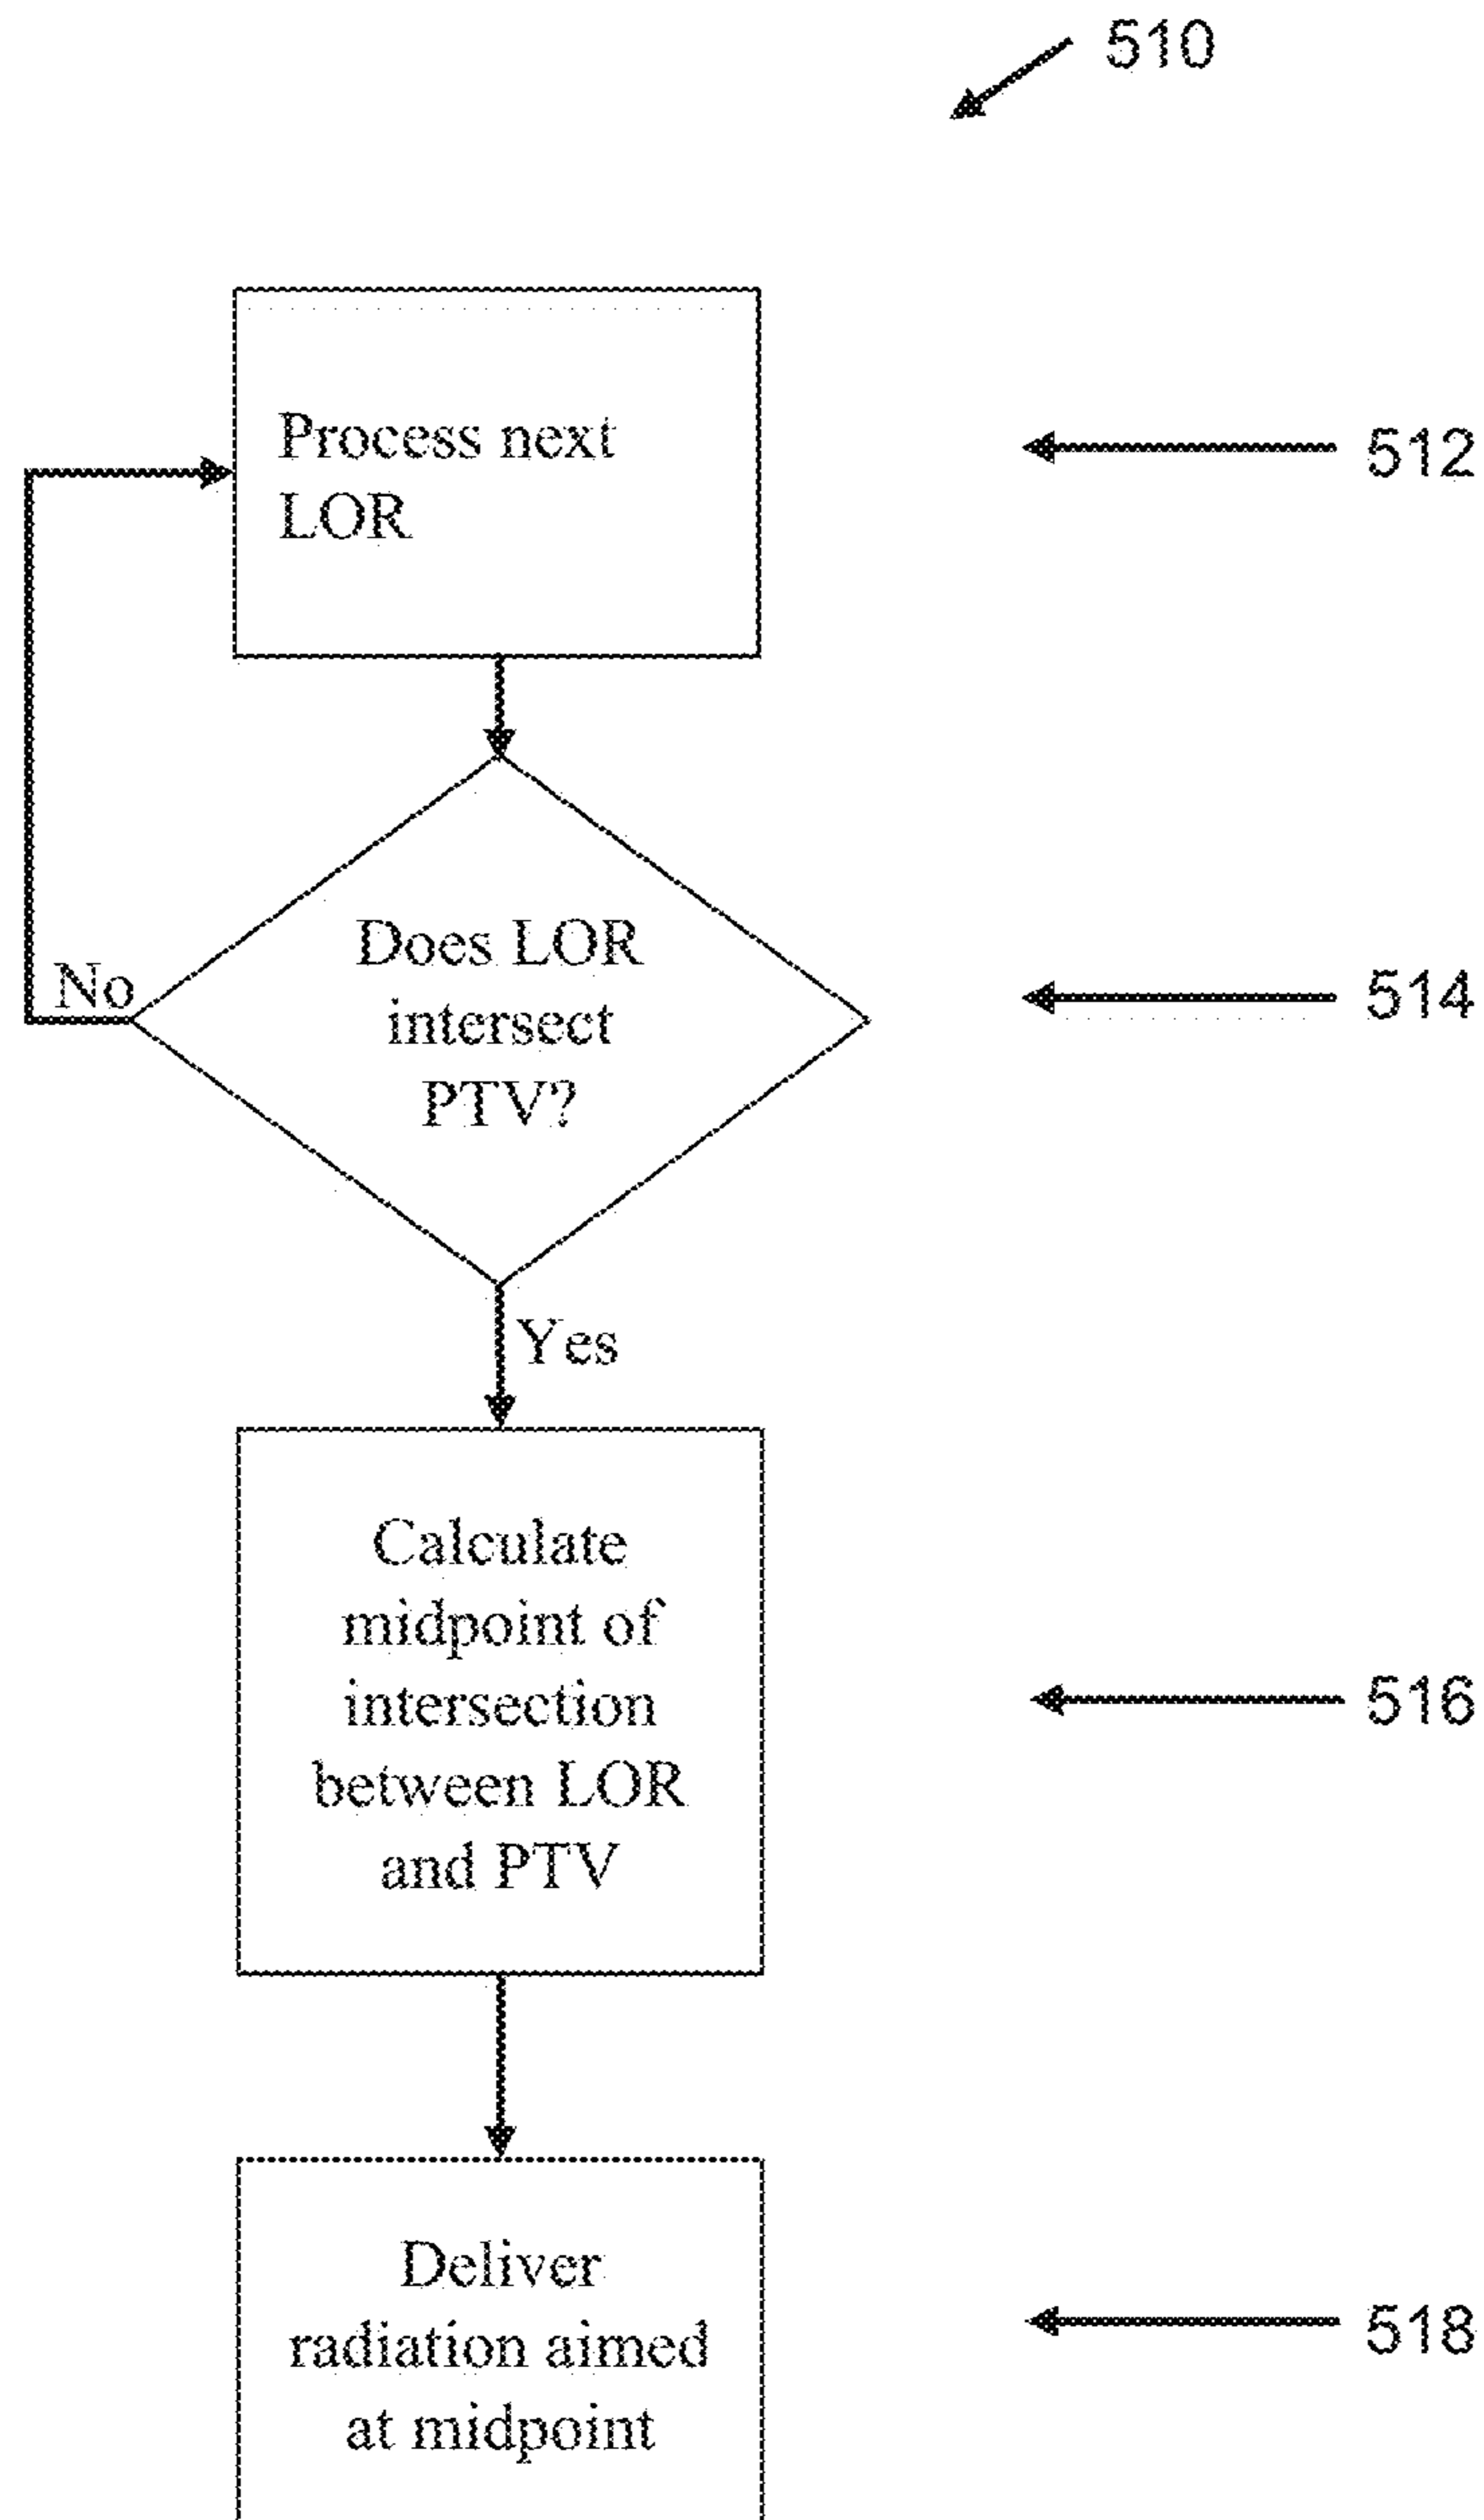 510
Process next
LOR
512
Does LOR
intersect
PTV?
514
No
Yes
Calculate
midpoint of
intersection
between LOR
and PTV
516
Deliver
radiation aimed
at midpoint
518